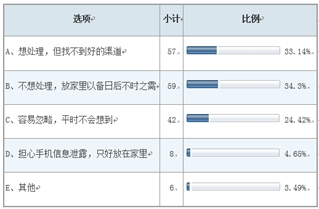 选项 小计 比例
A、想处理，但找不到好的渠道 57 33.14%
B、不想处理，放家里以备日后不时之需 59 34.3%
C、容易忽略，平时不会想到 42 24.42%
D、担心手机信息泄露，只好放在家里 8 4.65%
E、其他 6 3.49%